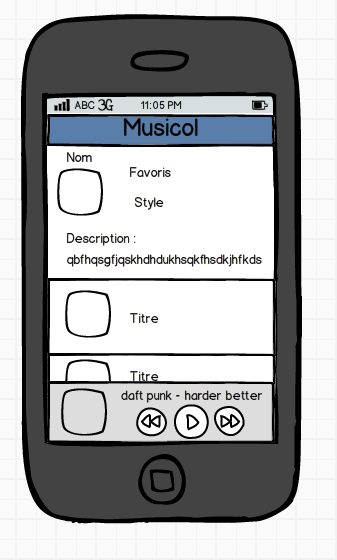 ABC 3G 11:05 PM
Musicol
Nom
Favoris
Style
Description :
qbfhqsgfjqskhdhdukhsqkfhsdkjhfkds
Titre
Titre
daft punk - harder better